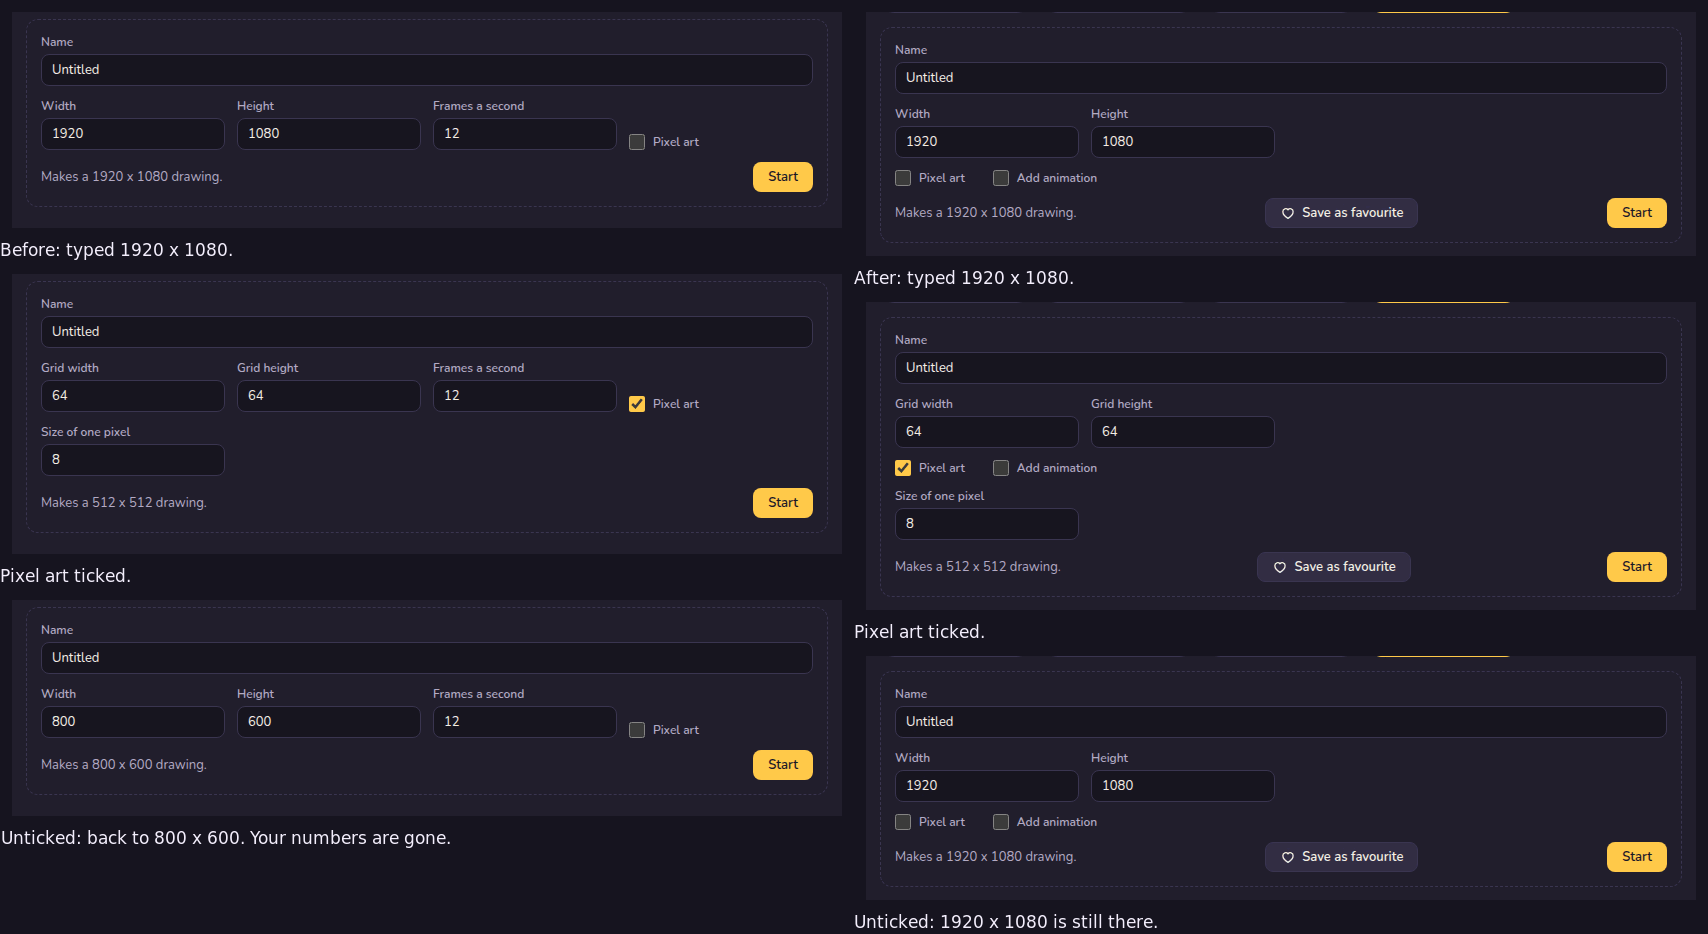 Name
Untitled
Width Height Frames a second
1920 1080 12 Pixel art
Makes a 1920 x 1080 drawing. Start
Before: typed 1920 x 1080.
Name
Untitled
Grid width Grid height Frames a second
64 64 12 Pixel art
Size of one pixel
8
Makes a 512 x 512 drawing. Start
Pixel art ticked.
Name
Untitled
Width Height Frames a second
800 600 12 Pixel art
Makes a 800 x 600 drawing. Start
Unticked: back to 800 x 600. Your numbers are gone.
Name
Untitled
Width Height
1920 1080
Pixel art Add animation
Makes a 1920 x 1080 drawing. Save as favourite Start
After: typed 1920 x 1080.
Name
Untitled
Grid width Grid height
64 64
Pixel art Add animation
Size of one pixel
8
Makes a 512 x 512 drawing. Save as favourite Start
Pixel art ticked.
Name
Untitled
Width Height
1920 1080
Pixel art Add animation
Makes a 1920 x 1080 drawing. Save as favourite Start
Unticked: 1920 x 1080 is still there.